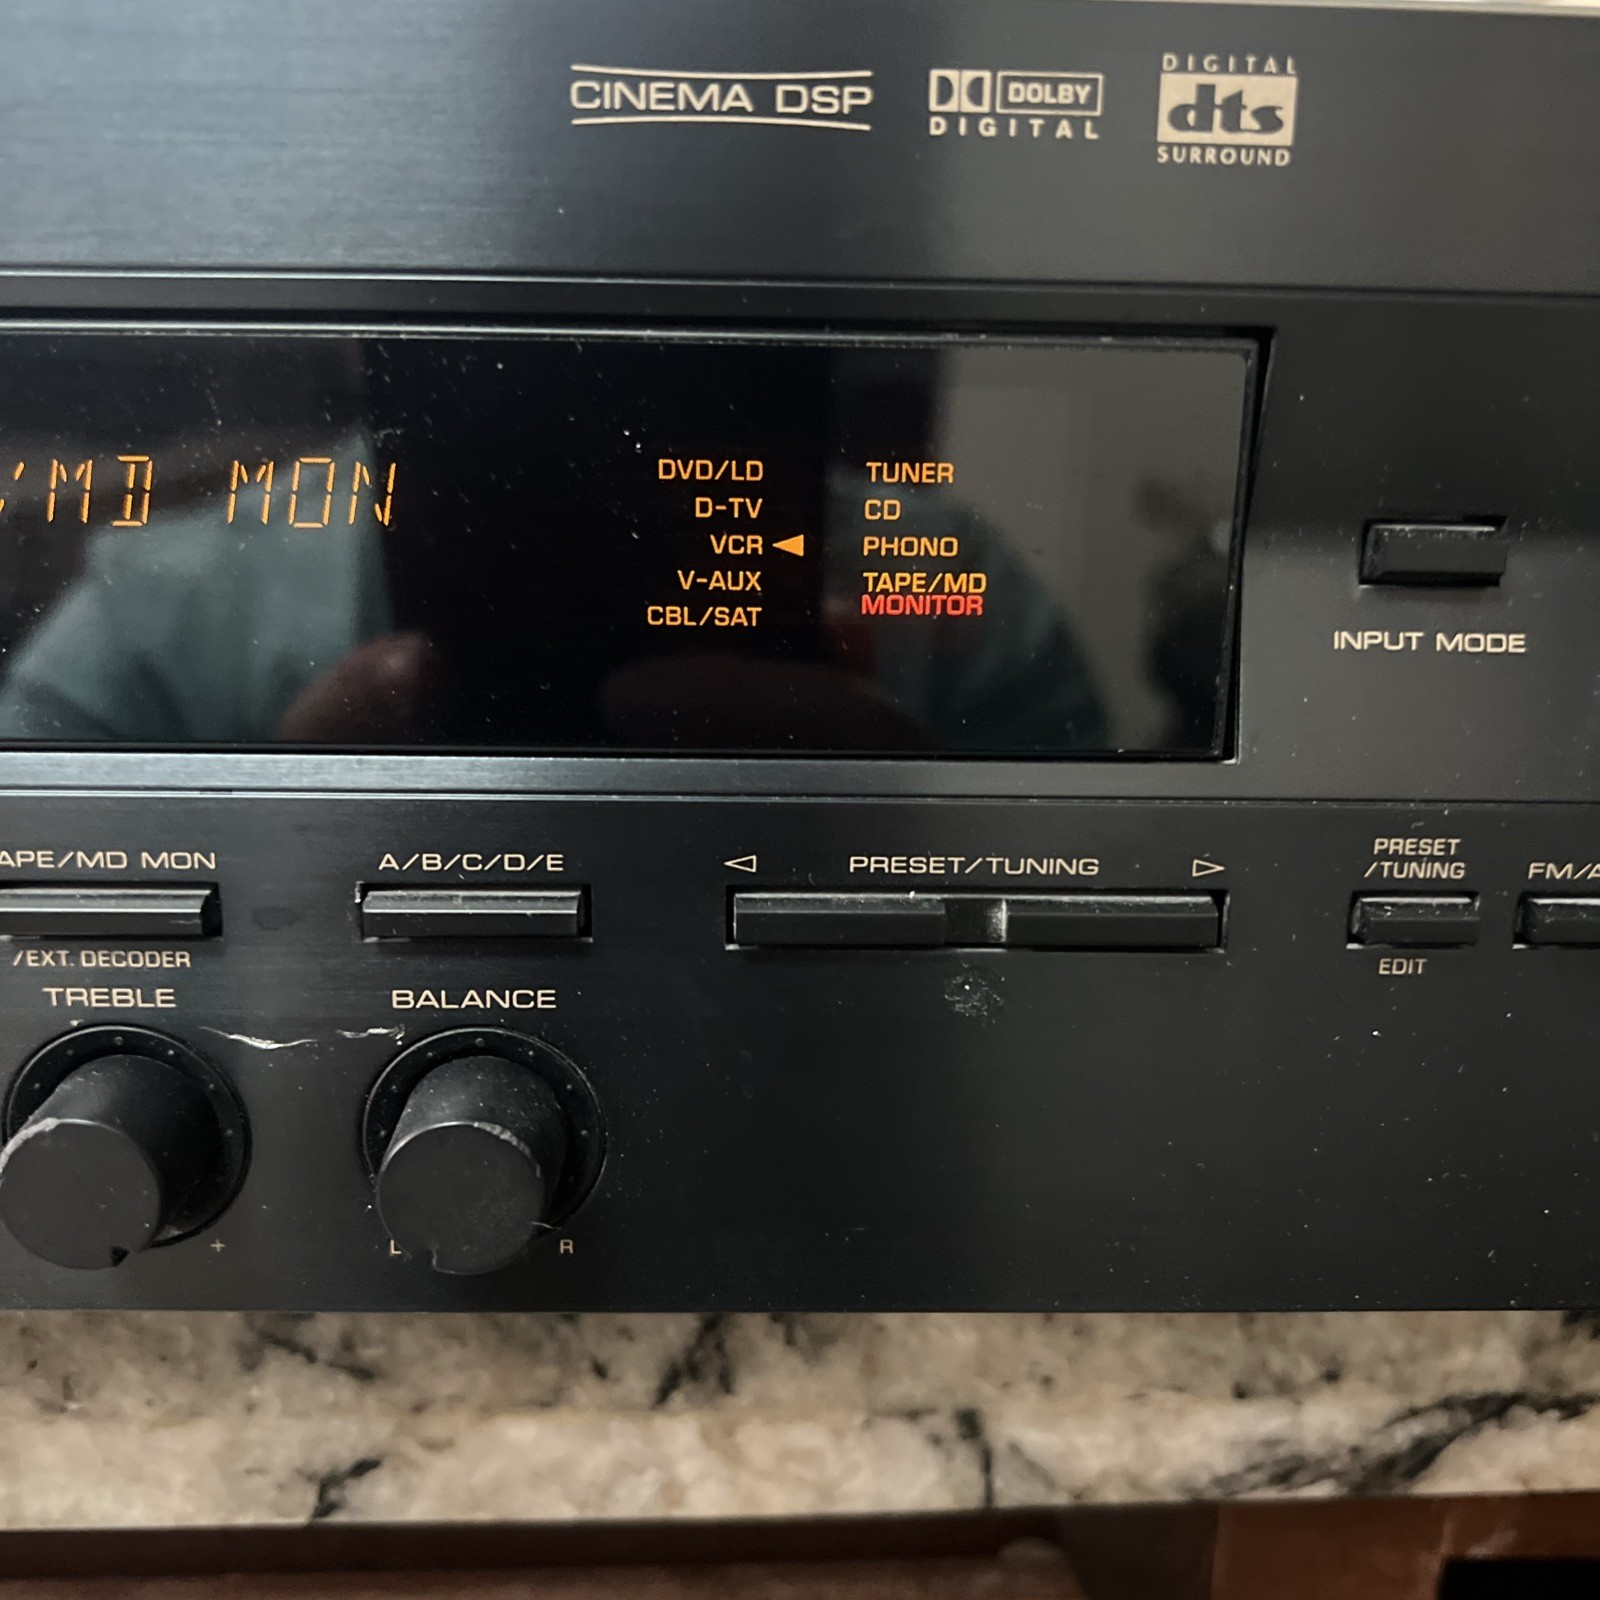 CINEMA DSP
DOLBY
DIGITAL
DIGITAL
dts
SURROUND
/MD MON
DVD/LD
D-TV
VCR
V-AUX
CBL/SAT
TUNER
CD
PHONO
TAPE/MD
MONITOR
INPUT MODE
APE/MD MON
/EXT. DECODER
A/B/C/D/E
PRESET/TUNING
PRESET
/TUNING
EDIT
FM/A
TREBLE
+
BALANCE
L
R